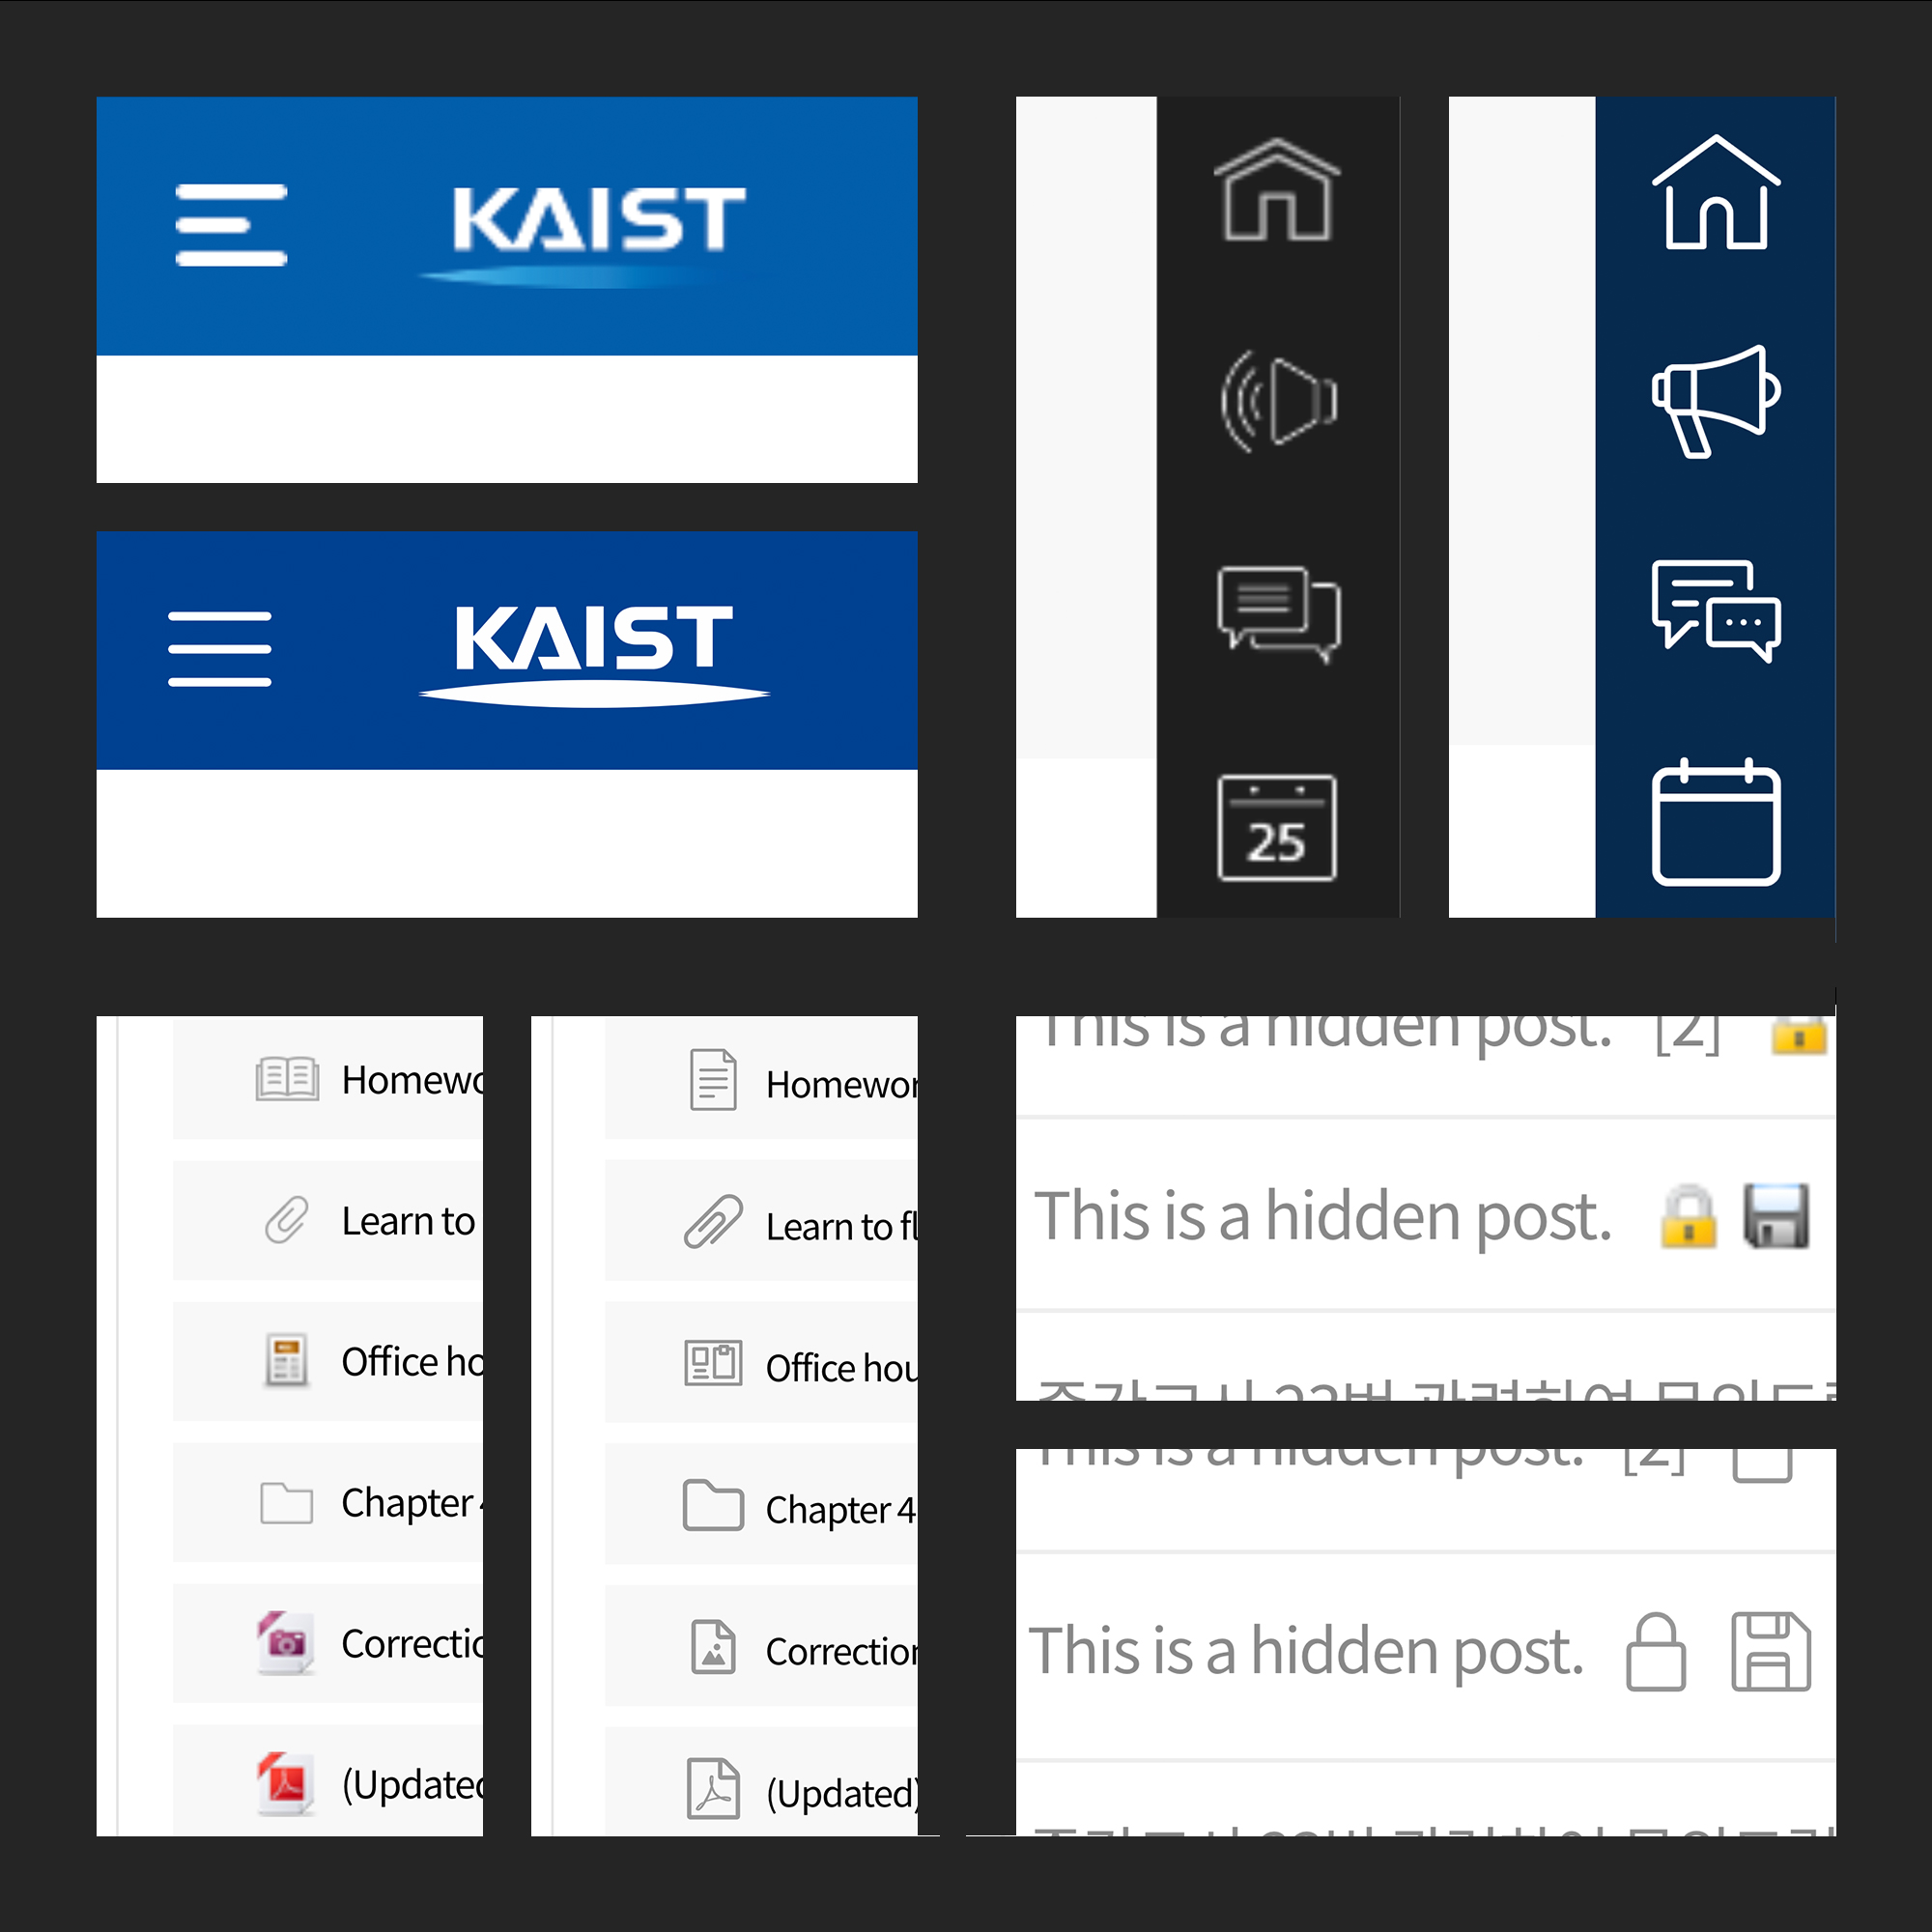 KAIST
KAIST
25
Homewo
Learn to
Office ho
Chapter 4
Correctio
(Updated
Homewor
Learn to fl
Office hou
Chapter 4
Correction
(Updated)
This is a hidden post. [2]
This is a hidden post.
This is a hidden post. [2]
This is a hidden post.